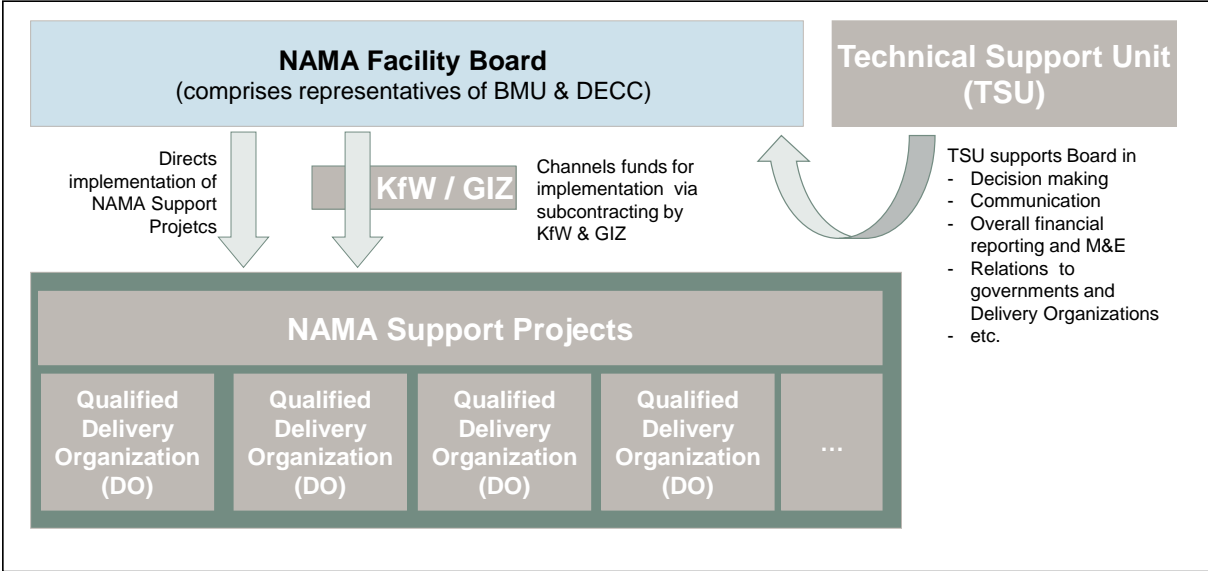 NAMA Facility Board
(comprises representatives of BMU & DECC)
Technical Support Unit
(TSU)
Directs
implementation of
NAMA Support
Projetcs
KfW / GIZ
Channels funds for
implementation via
subcontracting by
KfW & GIZ
TSU supports Board in
- Decision making
- Communication
- Overall financial
reporting and M&E
- Relations to
governments and
Delivery Organizations
- etc.
NAMA Support Projects
Qualified
Delivery
Organization
(DO)
Qualified
Delivery
Organization
(DO)
Qualified
Delivery
Organization
(DO)
Qualified
Delivery
Organization
(DO)
…